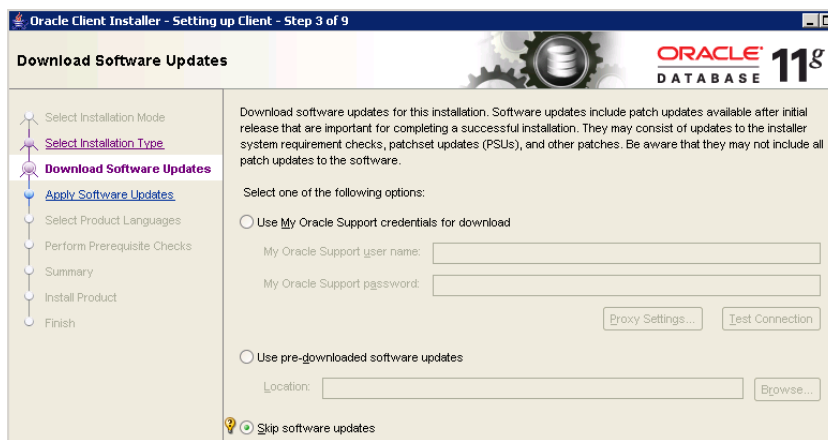 Oracle Client Installer - Setting up Client - Step 3 of 9
Download Software Updates
ORACLE
DATABASE
11g
Select Installation Mode
Select Installation Type
Download Software Updates
Apply Software Updates
Select Product Languages
Perform Prerequisite Checks
Summary
Install Product
Finish
Download software updates for this installation. Software updates include patch updates available after initial
release that are important for completing a successful installation. They may consist of updates to the installer
system requirement checks, patchset updates (PSUs), and other patches. Be aware that they may not include all
patch updates to the software.
Select one of the following options:
Use My Oracle Support credentials for download
My Oracle Support user name:
My Oracle Support password:
Proxy Settings...
Test Connection
Use pre-downloaded software updates
Location:
Browse...
Skip software updates